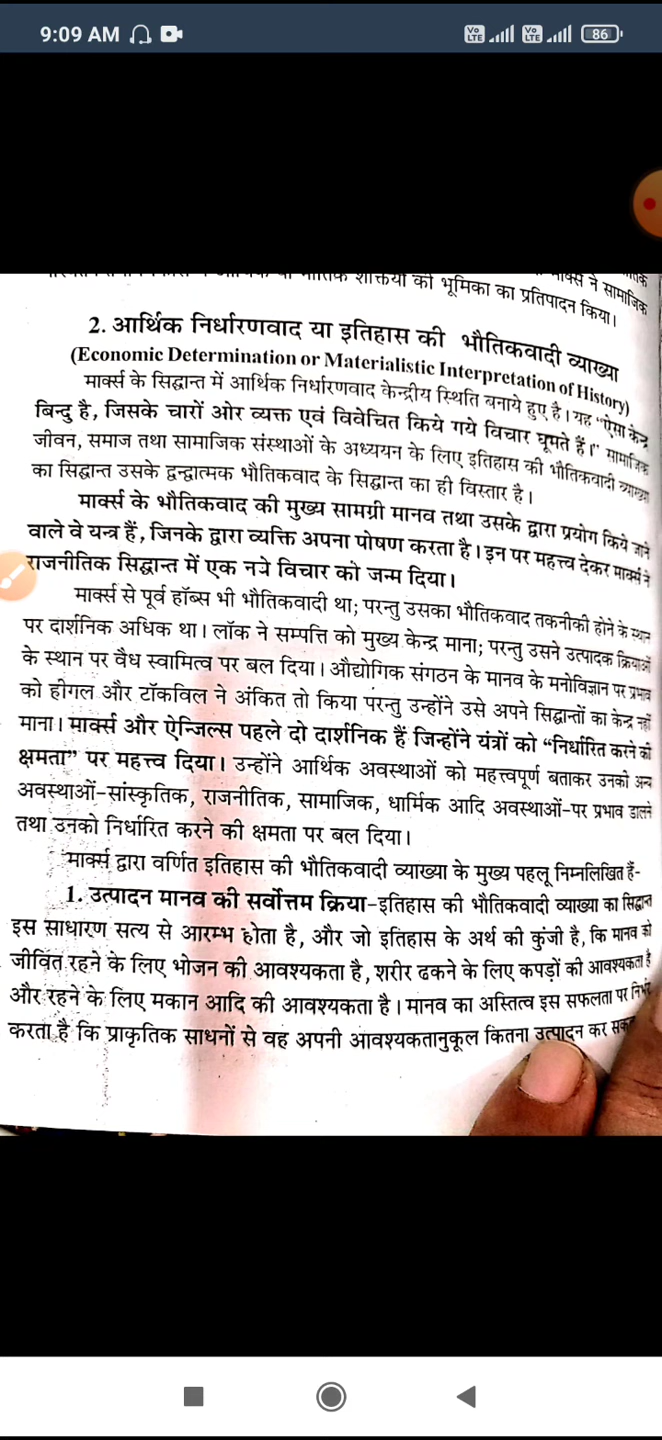 9:09 AM
Vo LTE Vo LTE 86
शक्तियों की भूमिका का प्रतिपादन किया।
मार्क्स ने सामाजिक
2. आर्थिक निर्धारणवाद या इतिहास की भौतिकवादी व्याख्या
(Economic Determination or Materialistic Interpretation of History)
मार्क्स के सिद्धान्त में आर्थिक निर्धारणवाद केन्द्रीय स्थिति बनाये हुए है। यह "ऐसा केन्द्र
बिन्दु है, जिसके चारों ओर व्यक्त एवं विवेचित किये गये विचार घूमते हैं।" सामाजिक
जीवन, समाज तथा सामाजिक संस्थाओं के अध्ययन के लिए इतिहास की भौतिकवादी व्याख्या
का सिद्धान्त उसके द्वन्द्वात्मक भौतिकवाद के सिद्धान्त का ही विस्तार है।
मार्क्स के भौतिकवाद की मुख्य सामग्री मानव तथा उसके द्वारा प्रयोग किये जाने
वाले वे यन्त्र हैं, जिनके द्वारा व्यक्ति अपना पोषण करता है। इन पर महत्त्व देकर मार्क्स ने
राजनीतिक सिद्धान्त में एक नये विचार को जन्म दिया।
मार्क्स से पूर्व हॉब्स भी भौतिकवादी था; परन्तु उसका भौतिकवाद तकनीकी होने के स्थान
पर दार्शनिक अधिक था। लॉक ने सम्पत्ति को मुख्य केन्द्र माना; परन्तु उसने उत्पादक क्रियाओं
के स्थान पर वैध स्वामित्व पर बल दिया। औद्योगिक संगठन के मानव के मनोविज्ञान पर प्रभाव
को हीगल और टॉकविल ने अंकित तो किया परन्तु उन्होंने उसे अपने सिद्धान्तों का केन्द्र नहीं
माना। मार्क्स और ऐन्जिल्स पहले दो दार्शनिक हैं जिन्होंने यंत्रों को "निर्धारित करने की
क्षमता" पर महत्त्व दिया। उन्होंने आर्थिक अवस्थाओं को महत्त्वपूर्ण बताकर उनको अन्य
अवस्थाओं-सांस्कृतिक, राजनीतिक, सामाजिक, धार्मिक आदि अवस्थाओं-पर प्रभाव डालने
तथा उनको निर्धारित करने की क्षमता पर बल दिया।
मार्क्स द्वारा वर्णित इतिहास की भौतिकवादी व्याख्या के मुख्य पहलू निम्नलिखित हैं-
1. उत्पादन मानव की सर्वोत्तम क्रिया-इतिहास की भौतिकवादी व्याख्या का सिद्धान्त
इस साधारण सत्य से आरम्भ होता है, और जो इतिहास के अर्थ की कुंजी है, कि मानव को
जीवित रहने के लिए भोजन की आवश्यकता है, शरीर ढकने के लिए कपड़ों की आवश्यकता है
और रहने के लिए मकान आदि की आवश्यकता है। मानव का अस्तित्व इस सफलता पर निर्भर
करता है कि प्राकृतिक साधनों से वह अपनी आवश्यकतानुकूल कितना उत्पादन कर